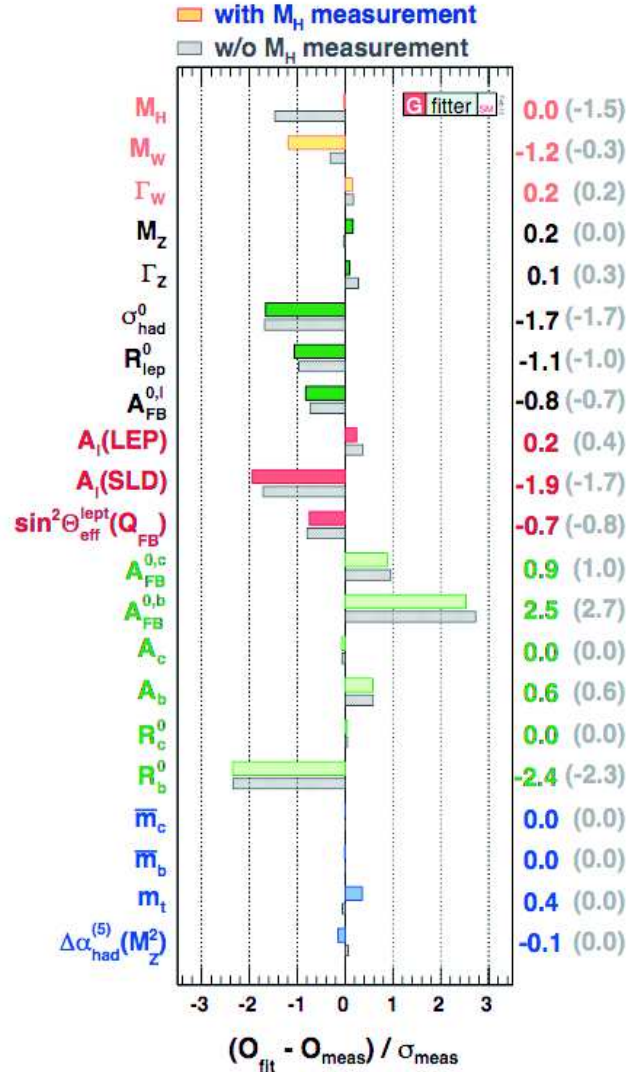 with M_H measurement
w/o M_H measurement
G fitter SM
M_H 0.0 (-1.5)
M_W -1.2 (-0.3)
Γ_W 0.2 (0.2)
M_Z 0.2 (0.0)
Γ_Z 0.1 (0.3)
σ^0_had -1.7 (-1.7)
R^0_lep -1.1 (-1.0)
A^0,l_FB -0.8 (-0.7)
A_l(LEP) 0.2 (0.4)
A_l(SLD) -1.9 (-1.7)
sin²Θ^lept_eff(Q_FB) -0.7 (-0.8)
A^0,c_FB 0.9 (1.0)
A^0,b_FB 2.5 (2.7)
A_c 0.0 (0.0)
A_b 0.6 (0.6)
R^0_c 0.0 (0.0)
R^0_b -2.4 (-2.3)
m̅_c 0.0 (0.0)
m̅_b 0.0 (0.0)
m_t 0.4 (0.0)
Δα^(5)_had(M²_Z) -0.1 (0.0)
-3 -2 -1 0 1 2 3
(O_fit - O_meas) / σ_meas